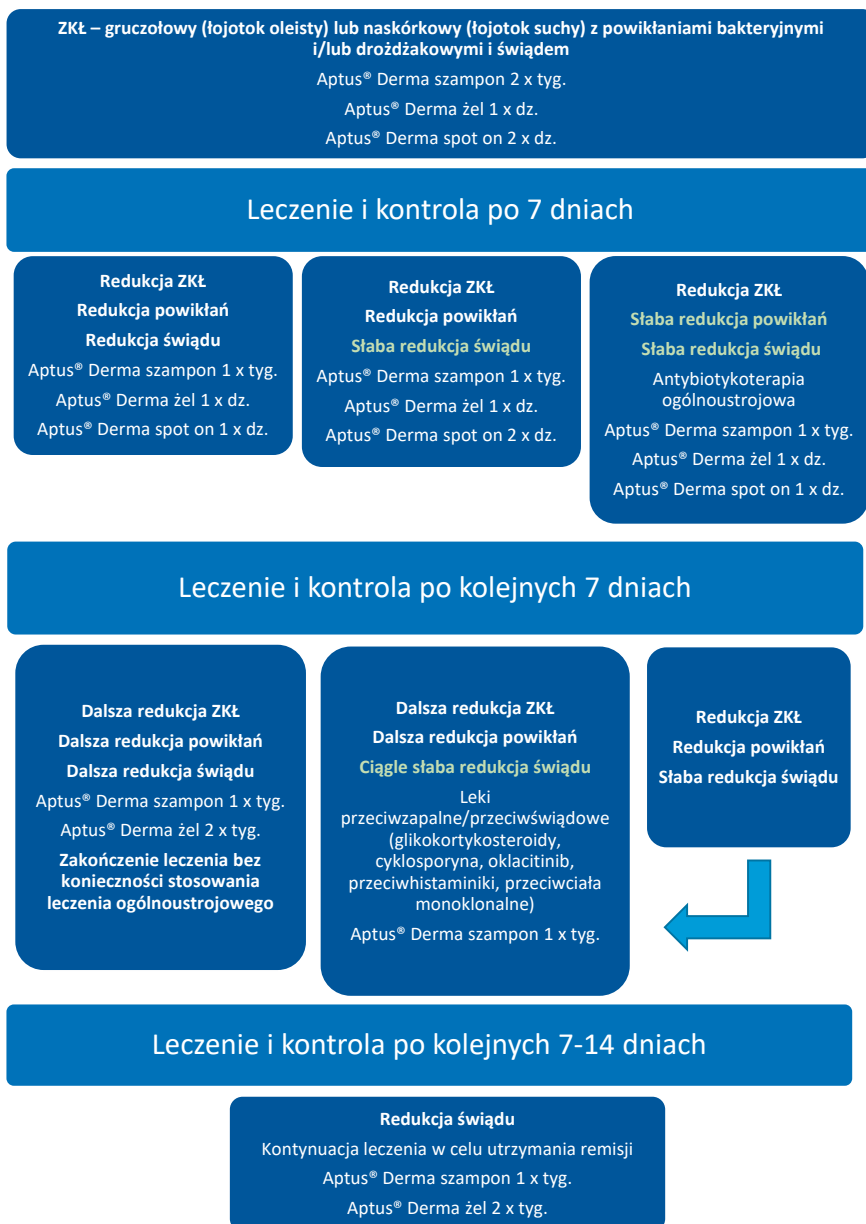 ZKŁ – gruczołowy (łojotok oleisty) lub naskórkowy (łojotok suchy) z powikłaniami bakteryjnymi
i/lub drożdżakowymi i świądem
Aptus® Derma szampon 2 x tyg.
Aptus® Derma żel 1 x dz.
Aptus® Derma spot on 2 x dz.
Leczenie i kontrola po 7 dniach
Redukcja ZKŁ
Redukcja powikłań
Redukcja świądu
Aptus® Derma szampon 1 x tyg.
Aptus® Derma żel 1 x dz.
Aptus® Derma spot on 1 x dz.
Redukcja ZKŁ
Redukcja powikłań
Słaba redukcja świądu
Aptus® Derma szampon 1 x tyg.
Aptus® Derma żel 1 x dz.
Aptus® Derma spot on 2 x dz.
Redukcja ZKŁ
Słaba redukcja powikłań
Słaba redukcja świądu
Antybiotykoterapia
ogólnoustrojowa
Aptus® Derma szampon 1 x tyg.
Aptus® Derma żel 1 x dz.
Aptus® Derma spot on 1 x dz.
Leczenie i kontrola po kolejnych 7 dniach
Dalsza redukcja ZKŁ
Dalsza redukcja powikłań
Dalsza redukcja świądu
Aptus® Derma szampon 1 x tyg.
Aptus® Derma żel 2 x tyg.
Zakończenie leczenia bez
konieczności stosowania
leczenia ogólnoustrojowego
Dalsza redukcja ZKŁ
Dalsza redukcja powikłań
Ciągle słaba redukcja świądu
Leki
przeciwzapalne/przeciwświądowe
(glikokortykosteroidy,
cyklosporyna, oklacitinib,
przeciwhistaminiki, przeciwciała
monoklonalne)
Aptus® Derma szampon 1 x tyg.
Redukcja ZKŁ
Redukcja powikłań
Słaba redukcja świądu
Leczenie i kontrola po kolejnych 7-14 dniach
Redukcja świądu
Kontynuacja leczenia w celu utrzymania remisji
Aptus® Derma szampon 1 x tyg.
Aptus® Derma żel 2 x tyg.